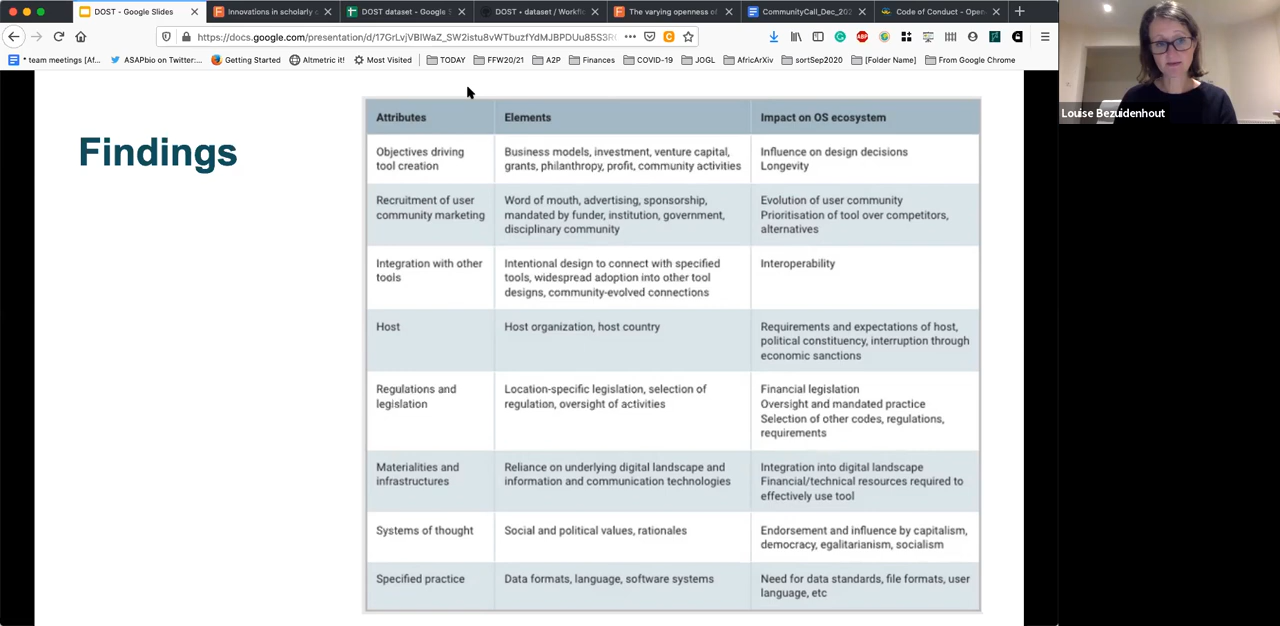 DOST - Google Slides
Innovations in scholarly c
DOST dataset - Google S
DOST • dataset / Workfl
The varying openness of
CommunityCall_Dec_202
Code of Conduct - Open
https://docs.google.com/presentation/d/17GrLvjVBIWaZ_SW2istu8vWTbuzfYdMJBPDUu85S3R
* team meetings [Af...
ASAPbio on Twitter:...
Getting Started
Altmetric it!
Most Visited
TODAY
FFW20/21
A2P
Finances
COVID-19
JOGL
AfricArXiv
sortSep2020
[Folder Name]
From Google Chrome
Louise Bezuidenhout
Findings
Attributes Elements Impact on OS ecosystem
Objectives driving
tool creation
Business models, investment, venture capital,
grants, philanthropy, profit, community activities
Influence on design decisions
Longevity
Recruitment of user
community marketing
Word of mouth, advertising, sponsorship,
mandated by funder, institution, government,
disciplinary community
Evolution of user community
Prioritisation of tool over competitors,
alternatives
Integration with other
tools
Intentional design to connect with specified
tools, widespread adoption into other tool
designs, community-evolved connections
Interoperability
Host
Host organization, host country
Requirements and expectations of host,
political constituency, interruption through
economic sanctions
Regulations and
legislation
Location-specific legislation, selection of
regulation, oversight of activities
Financial legislation
Oversight and mandated practice
Selection of other codes, regulations,
requirements
Materialities and
infrastructures
Reliance on underlying digital landscape and
information and communication technologies
Integration into digital landscape
Financial/technical resources required to
effectively use tool
Systems of thought
Social and political values, rationales
Endorsement and influence by capitalism,
democracy, egalitarianism, socialism
Specified practice
Data formats, language, software systems
Need for data standards, file formats, user
language, etc